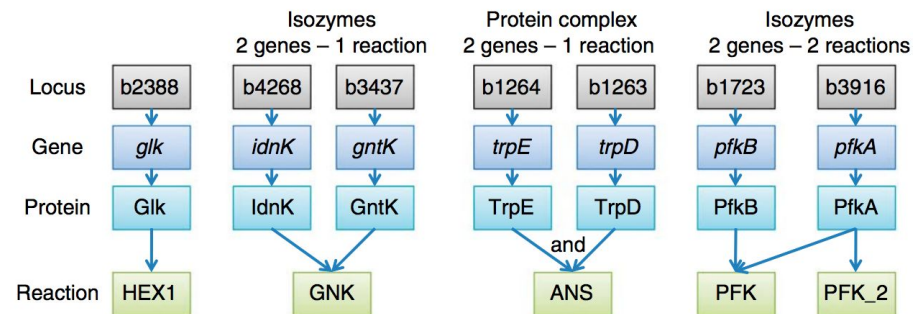 Isozymes
2 genes – 1 reaction
Protein complex
2 genes – 1 reaction
Isozymes
2 genes – 2 reactions
Locus b2388 b4268 b3437 b1264 b1263 b1723 b3916
Gene glk idnK gntK trpE trpD pfkB pfkA
Protein Glk IdnK GntK TrpE TrpD PfkB PfkA
and
Reaction HEX1 GNK ANS PFK PFK_2